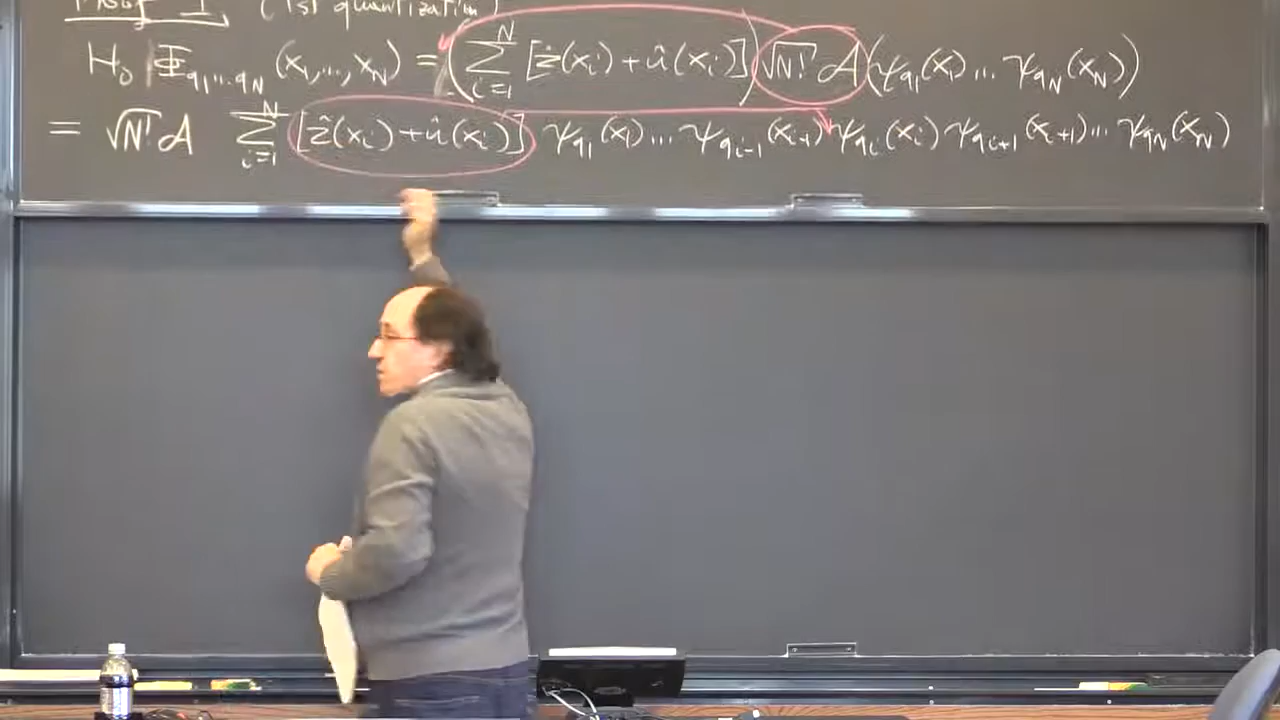 Proof I (1st quantization)
H₀ Φ_{q₁...q_N} (x₁,...,x_N) = (∑_{i=1}^{N} [ẑ(xᵢ) + û(xᵢ)]) √N! 𝒜 (ψ_{q₁}(x₁)... ψ_{q_N}(x_N))
= √N! 𝒜 ∑_{i=1}^{N} [ẑ(xᵢ) + û(xᵢ)] ψ_{q₁}(x₁)... ψ_{q_{i-1}}(x_{i-1}) ψ_{q_i}(xᵢ) ψ_{q_{i+1}}(x_{i+1})... ψ_{q_N}(x_N)